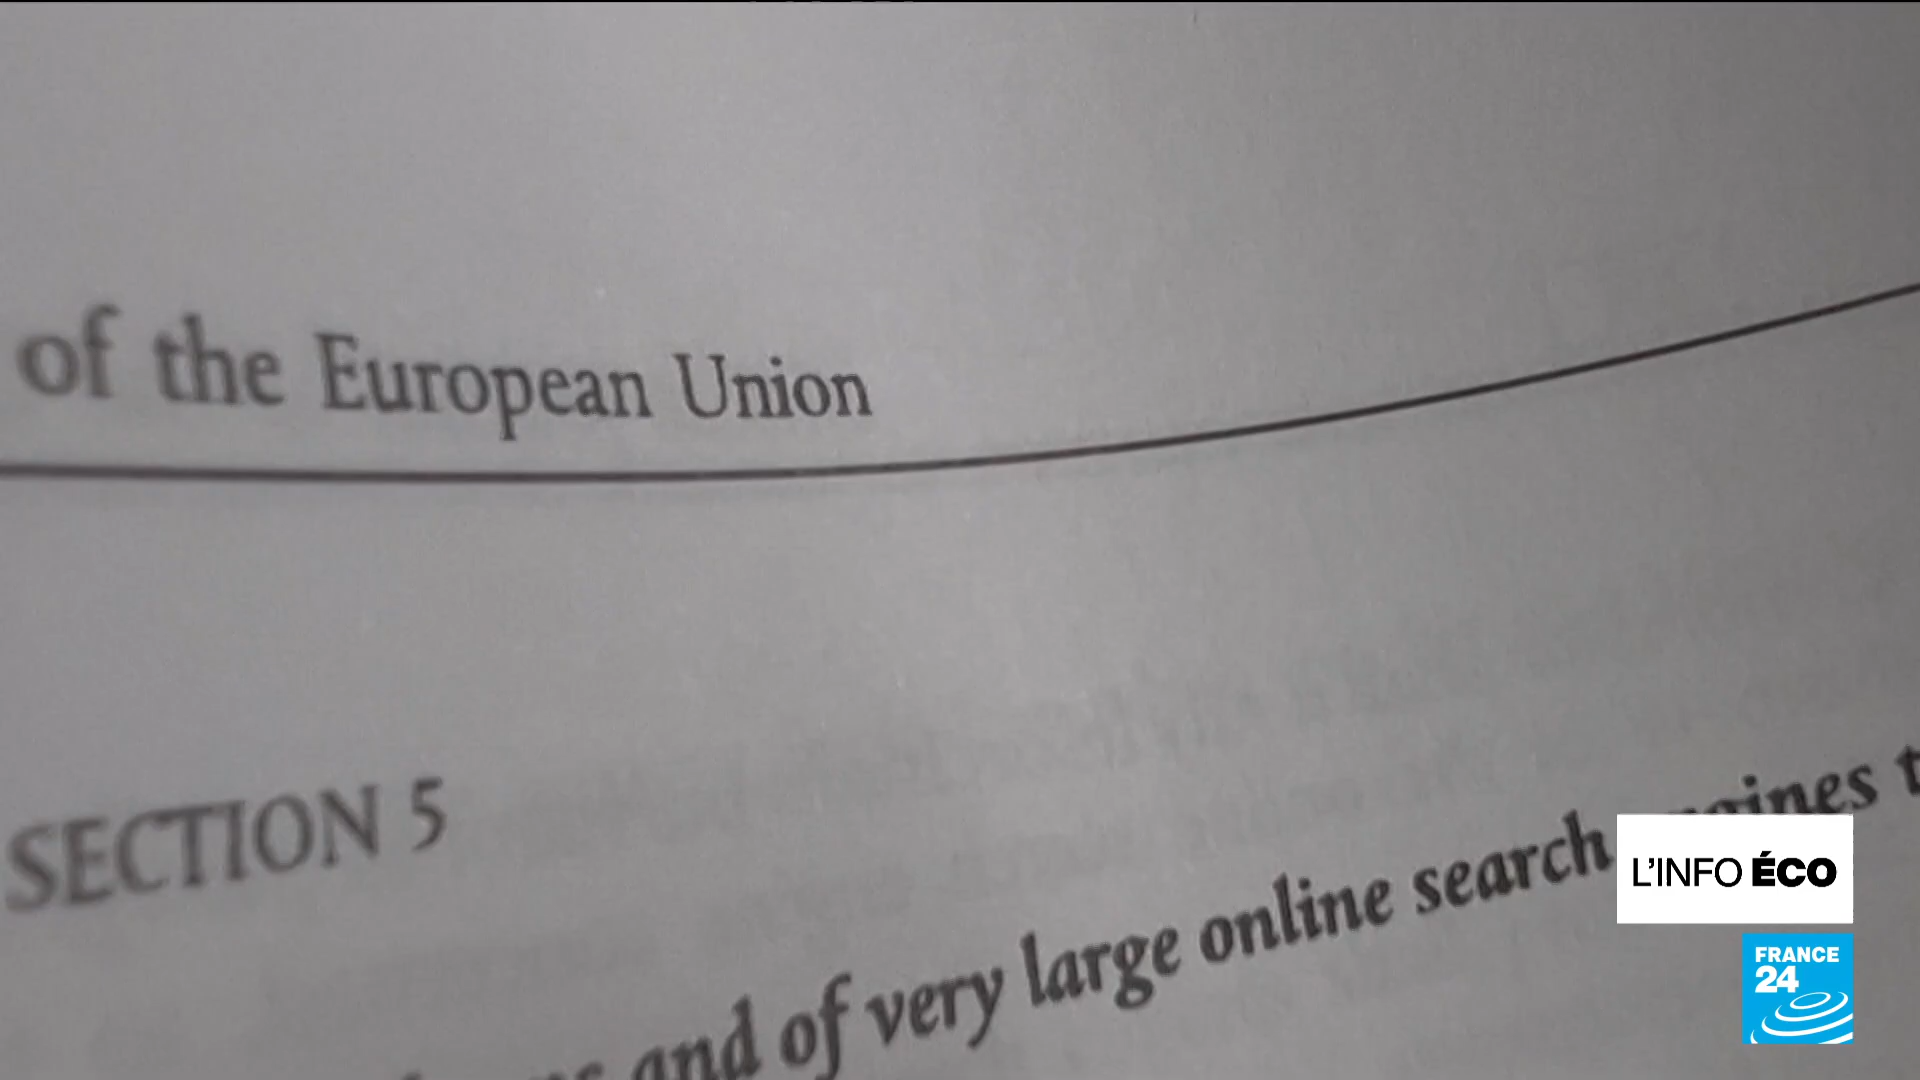 of the European Union
SECTION 5
and of very large online search
L'INFO ÉCO
FRANCE
24